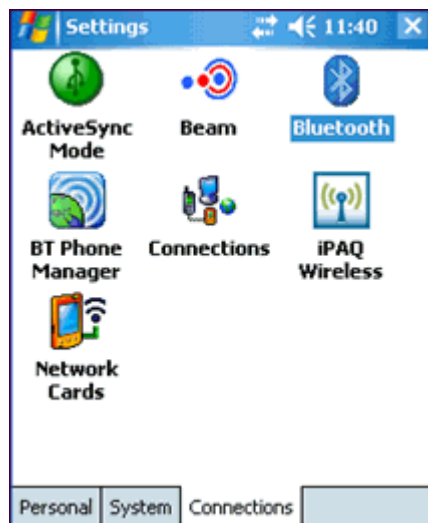 Settings 11:40
ActiveSync Beam Bluetooth
Mode
BT Phone Connections iPAQ
Manager Wireless
Network
Cards
Personal System Connections